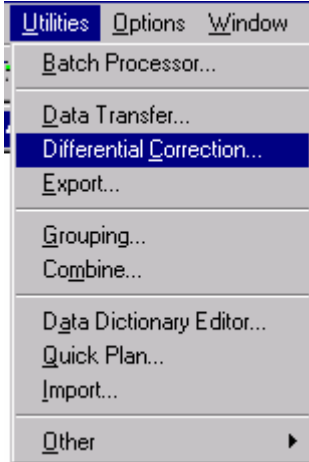 Utilities Options Window
Batch Processor...
Data Transfer...
Differential Correction...
Export...
Grouping...
Combine...
Data Dictionary Editor...
Quick Plan...
Import...
Other